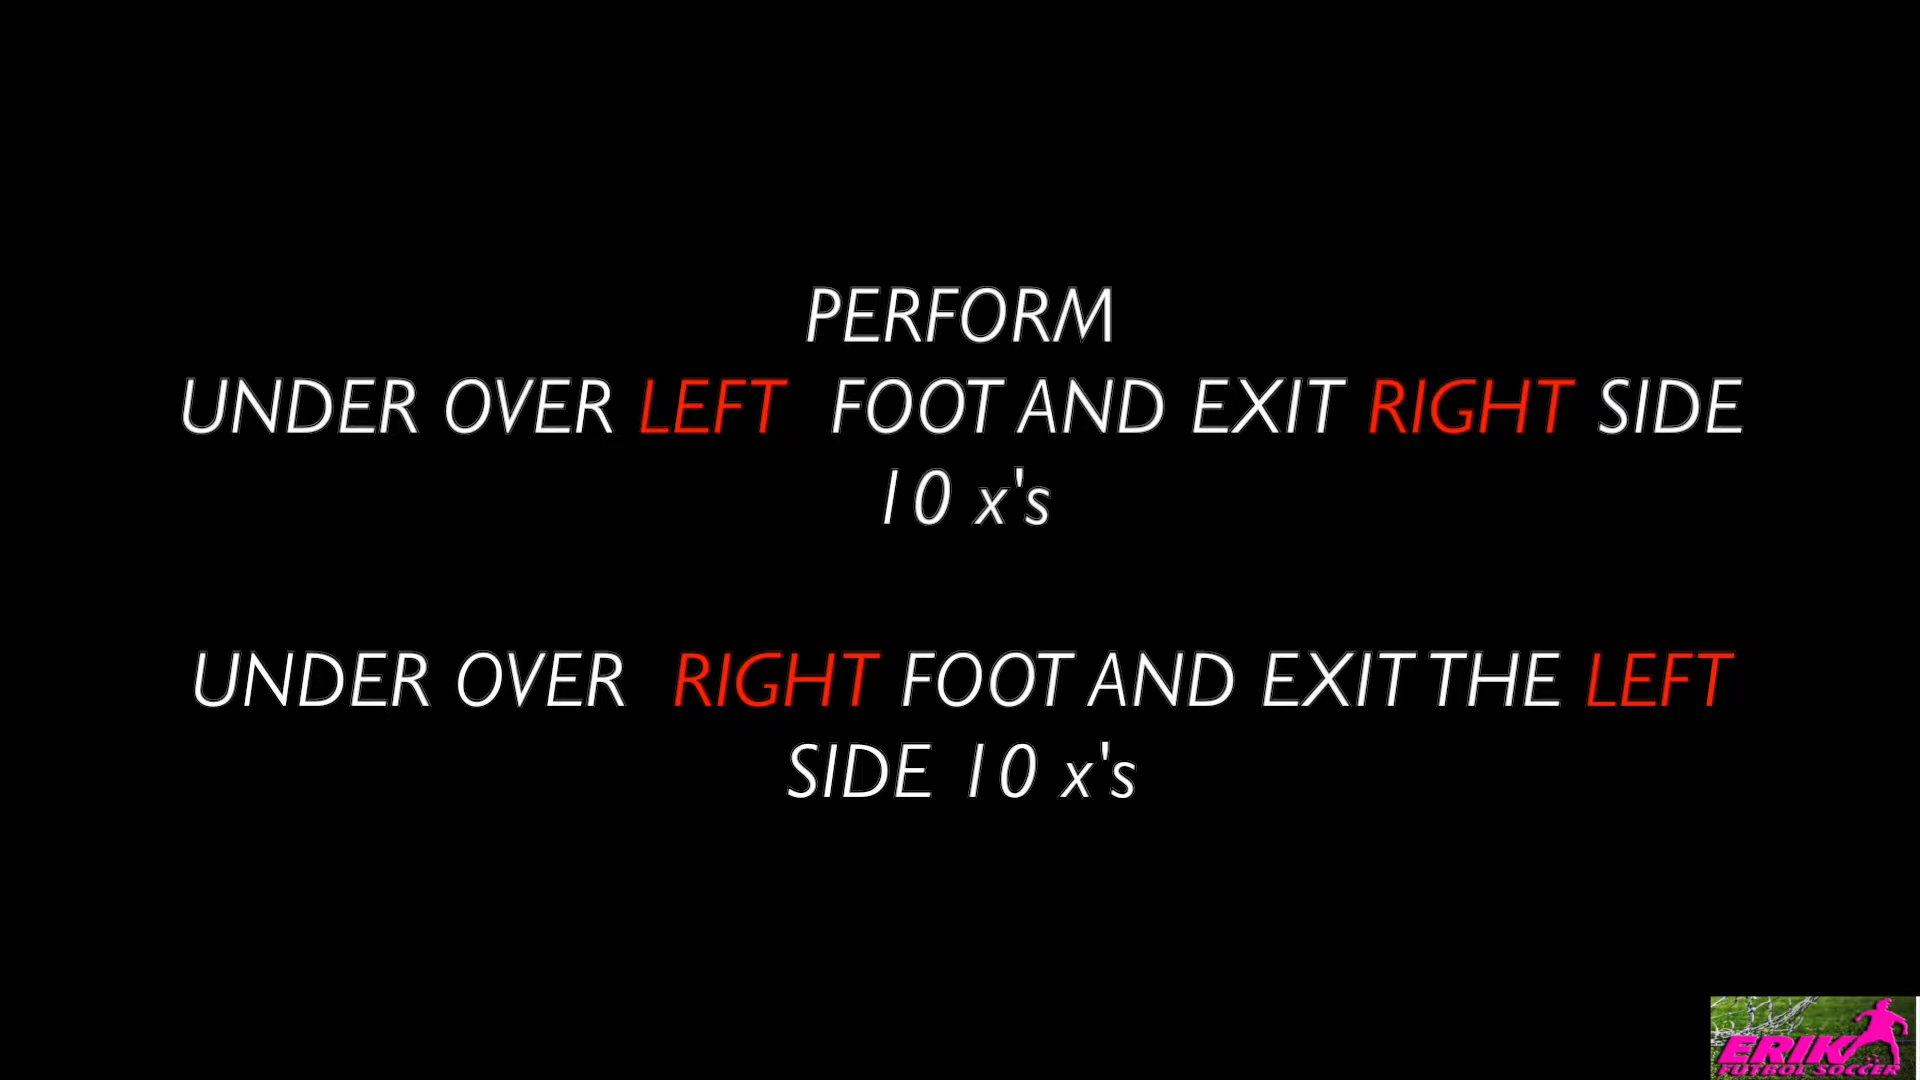 PERFORM
UNDER OVER LEFT FOOT AND EXIT RIGHT SIDE
10 x's
UNDER OVER RIGHT FOOT AND EXIT THE LEFT
SIDE 10 x's
ERIK
FUTBOL SOCCER